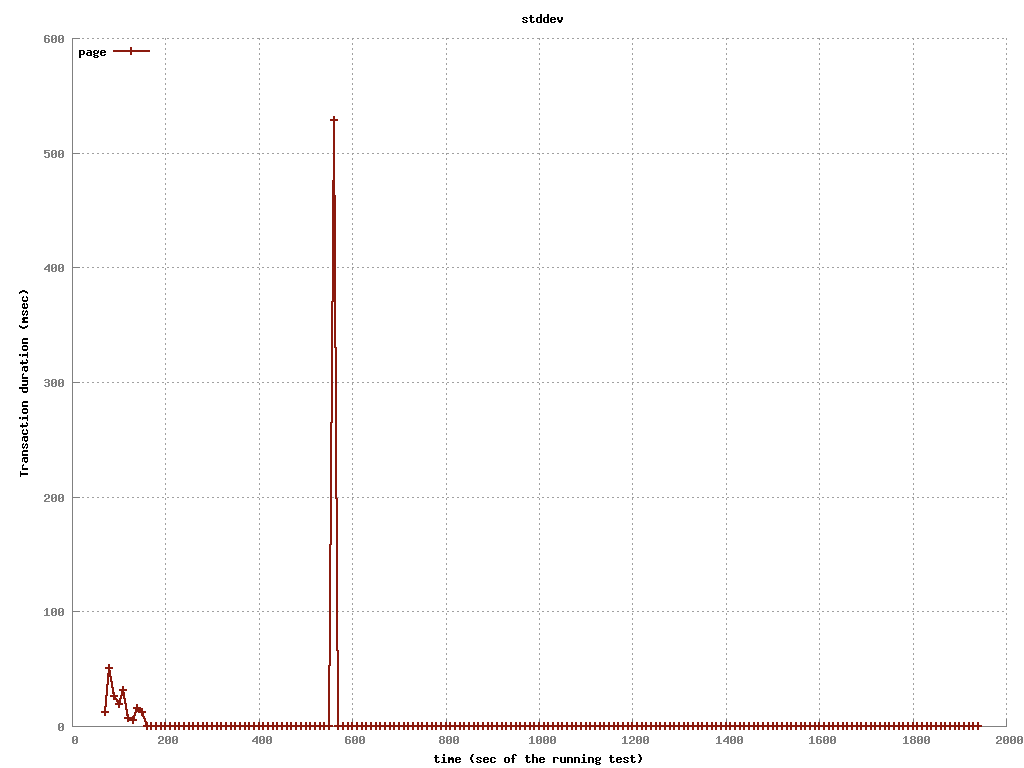 stddev
600
page
500
400
300
200
100
0
Transaction duration (msec)
0 200 400 600 800 1000 1200 1400 1600 1800 2000
time (sec of the running test)